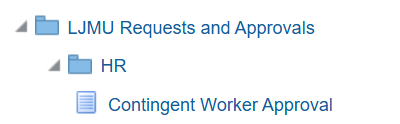 LJMU Requests and Approvals
HR
Contingent Worker Approval